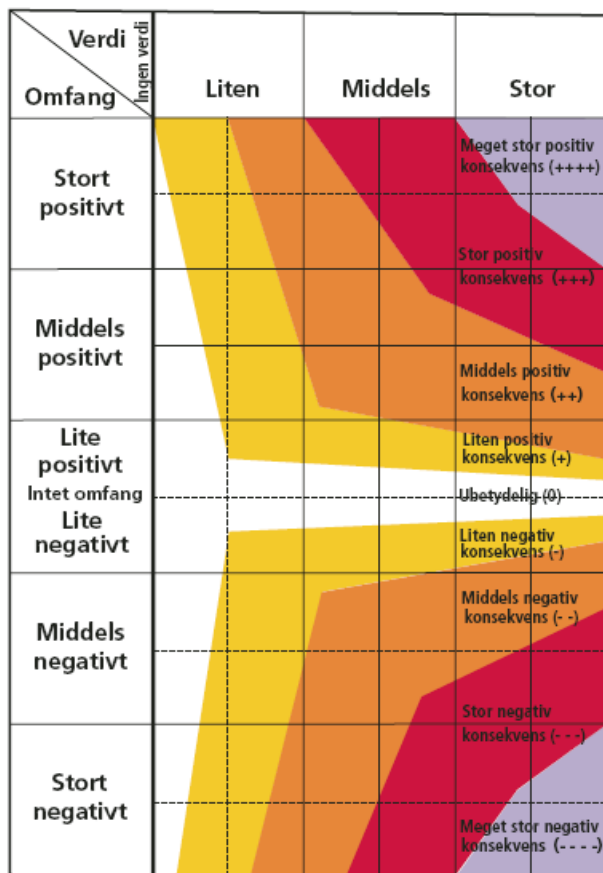 Verdi
Ingen verdi
Omfang
Liten
Middels
Stor
Stort
positivt
Meget stor positiv
konsekvens (++++)
Stor positiv
konsekvens (+++)
Middels
positivt
Middels positiv
konsekvens (++)
Lite
positivt
Liten positiv
konsekvens (+)
Intet omfang
Ubetydelig (0)
Lite
negativt
Liten negativ
konsekvens (-)
Middels
negativt
Middels negativ
konsekvens (- -)
Stor negativ
konsekvens (- - -)
Stort
negativt
Meget stor negativ
konsekvens (- - - -)